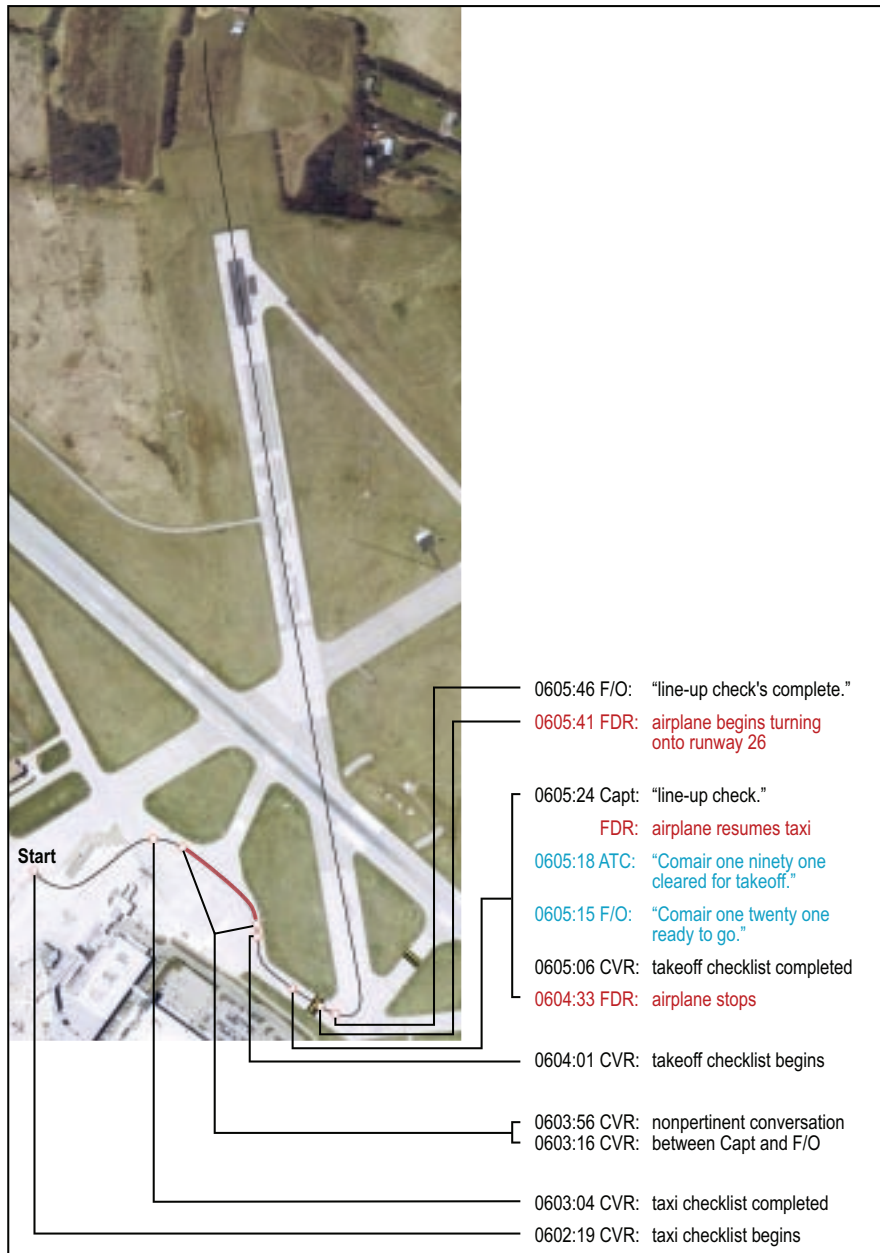 0605:46 F/O: “line-up check's complete.”
0605:41 FDR: airplane begins turning
onto runway 26
0605:24 Capt: “line-up check.”
FDR: airplane resumes taxi
0605:18 ATC: “Comair one ninety one
cleared for takeoff.”
0605:15 F/O: “Comair one twenty one
ready to go.”
0605:06 CVR: takeoff checklist completed
0604:33 FDR: airplane stops
Start
0604:01 CVR: takeoff checklist begins
0603:56 CVR: nonpertinent conversation
0603:16 CVR: between Capt and F/O
0603:04 CVR: taxi checklist completed
0602:19 CVR: taxi checklist begins